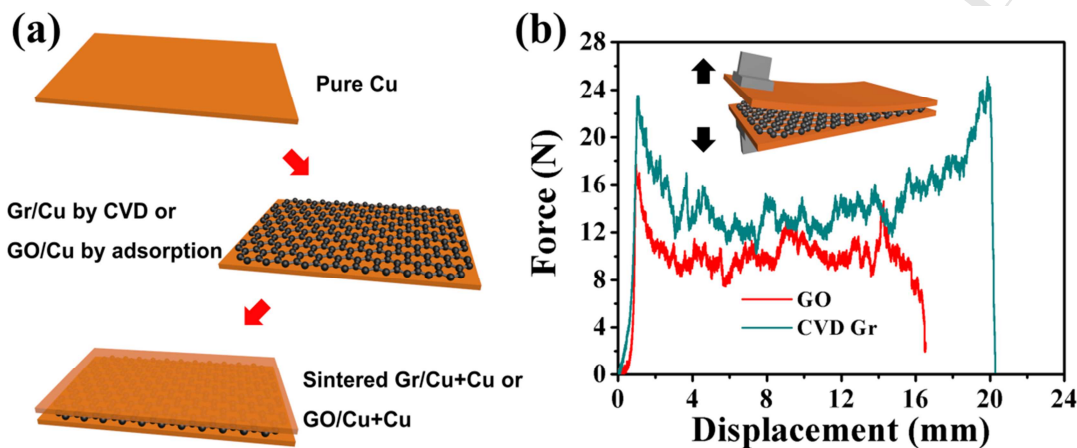 (a)
Pure Cu
Gr/Cu by CVD or
GO/Cu by adsorption
Sintered Gr/Cu+Cu or
GO/Cu+Cu
(b)
28
24
20
16
12
8
4
0
Force (N)
GO
CVD Gr
0 4 8 12 16 20 24
Displacement (mm)